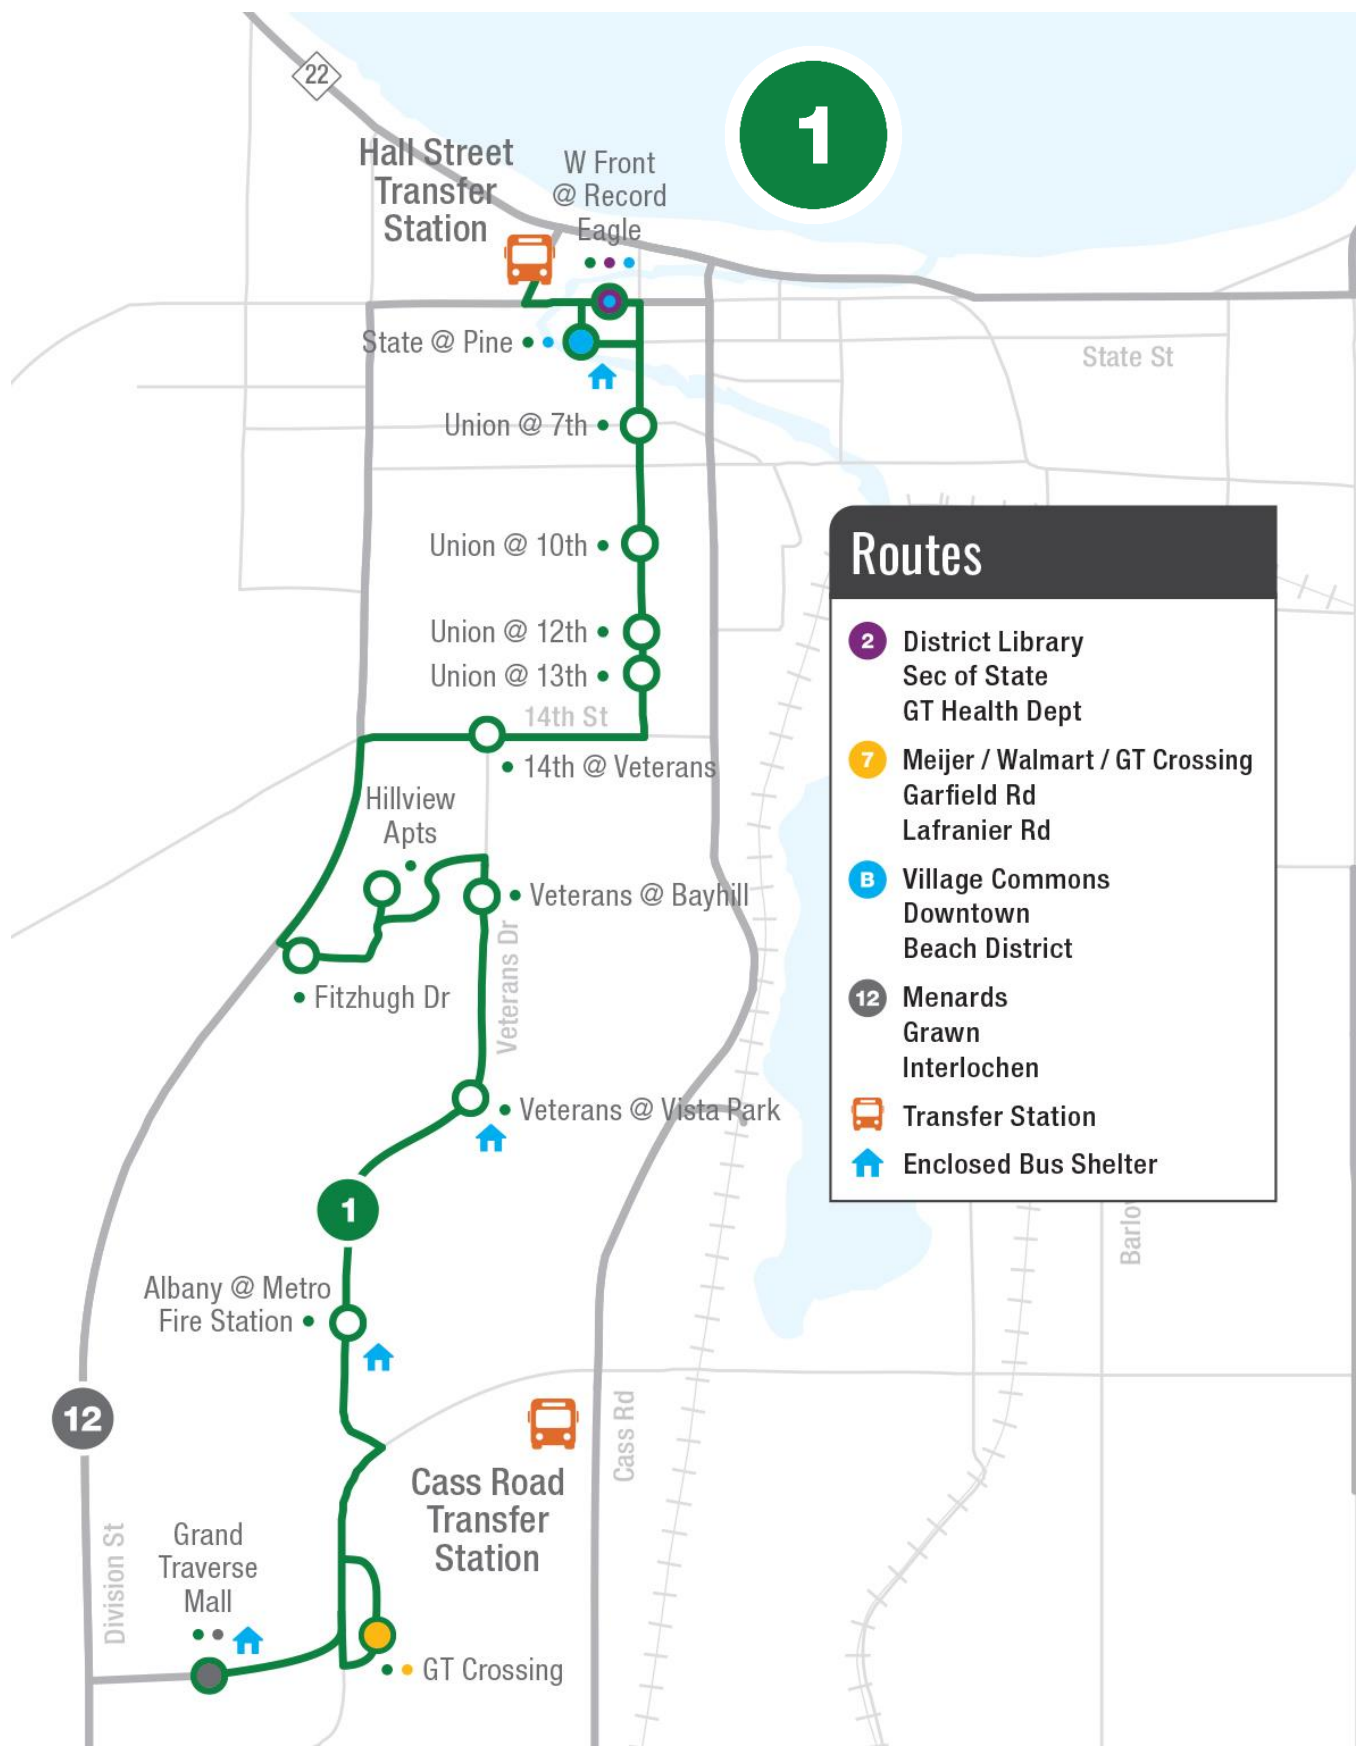 22
1
Hall Street
Transfer
Station
W Front
@ Record
Eagle
State @ Pine
State St
Union @ 7th
Union @ 10th
Union @ 12th
Union @ 13th
14th St
14th @ Veterans
Hillview
Apts
Veterans @ Bayhill
Veterans Dr
Fitzhugh Dr
Veterans @ Vista Park
1
Albany @ Metro
Fire Station
12
Cass Rd
Cass Road
Transfer
Station
Division St
Grand
Traverse
Mall
GT Crossing
Routes
2 District Library
Sec of State
GT Health Dept
7 Meijer / Walmart / GT Crossing
Garfield Rd
Lafranier Rd
B Village Commons
Downtown
Beach District
12 Menards
Grawn
Interlochen
Transfer Station
Enclosed Bus Shelter
Barlo